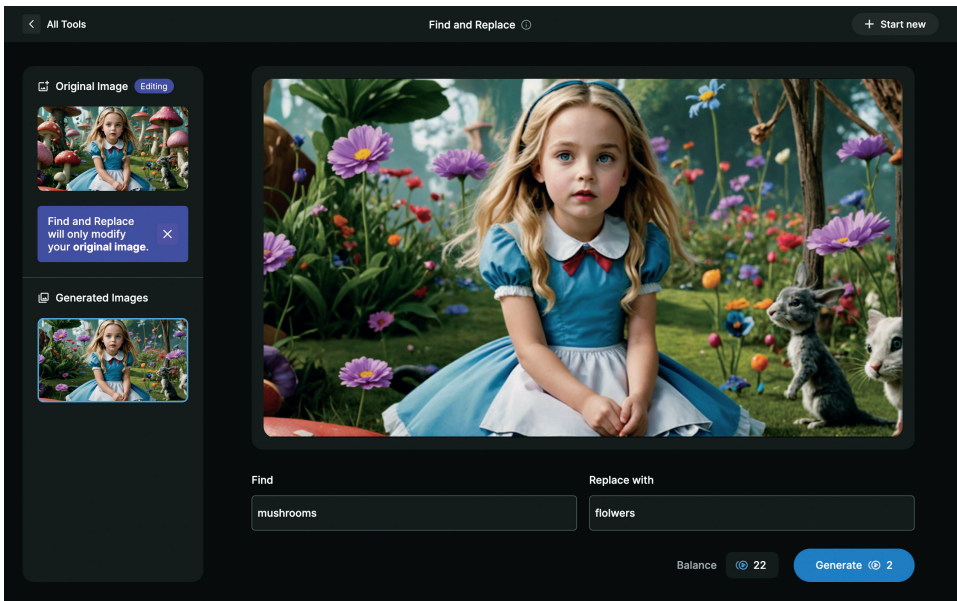 All Tools
Find and Replace
+ Start new
Original Image Editing
Find and Replace
will only modify
your original image.
Generated Images
Find
Replace with
mushrooms
flolwers
Balance 22
Generate 2